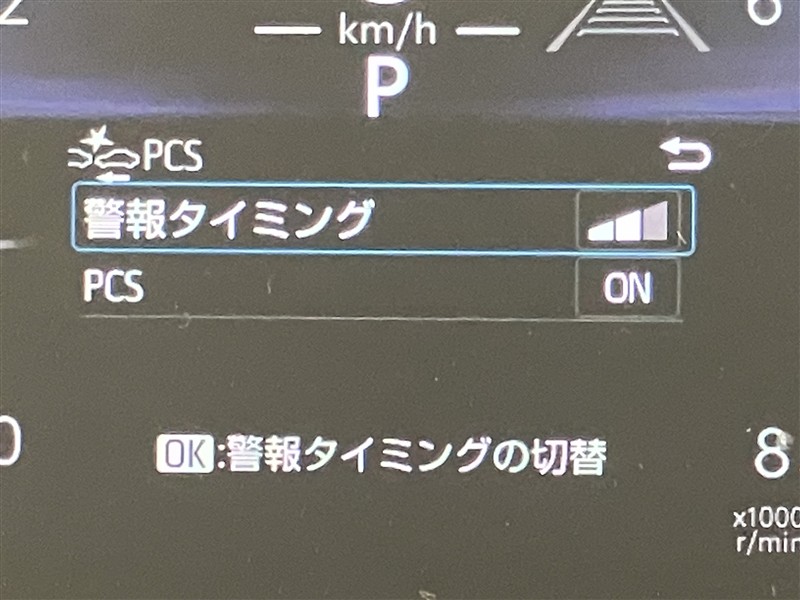 km/h
P
PCS
警報タイミング
PCS ON
OK:警報タイミングの切替
8
x1000
r/min